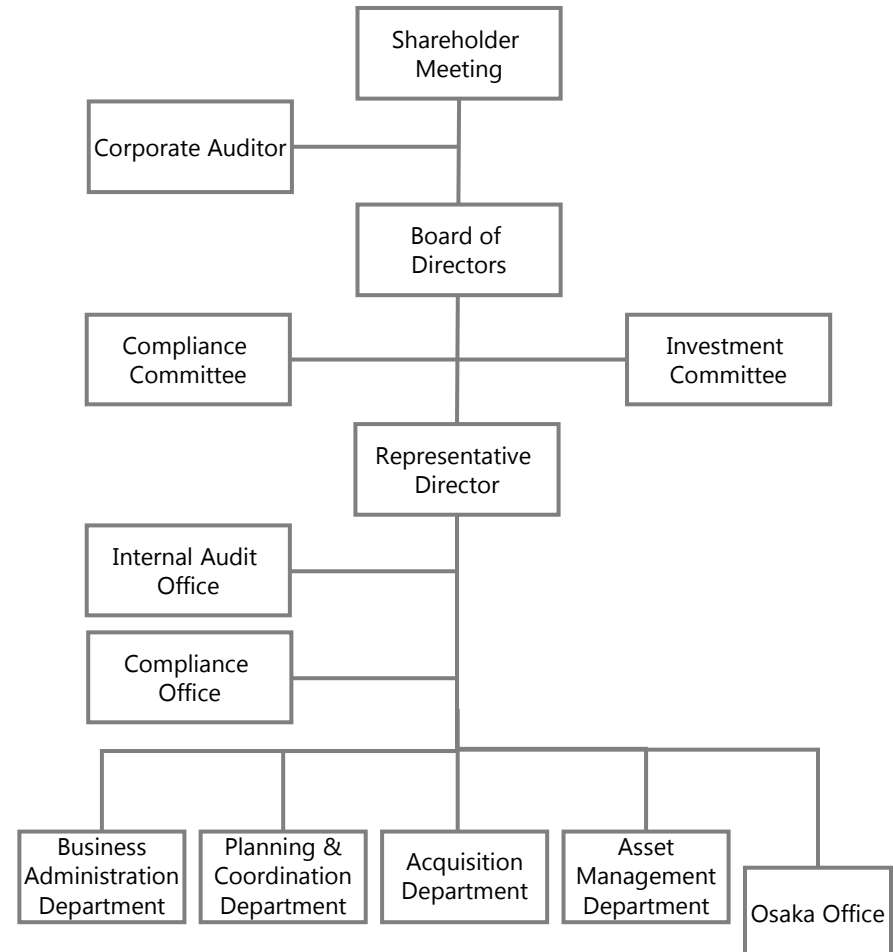 Shareholder
Meeting
Corporate Auditor
Board of
Directors
Compliance
Committee
Investment
Committee
Representative
Director
Internal Audit
Office
Compliance
Office
Business
Administration
Department
Planning &
Coordination
Department
Acquisition
Department
Asset
Management
Department
Osaka Office